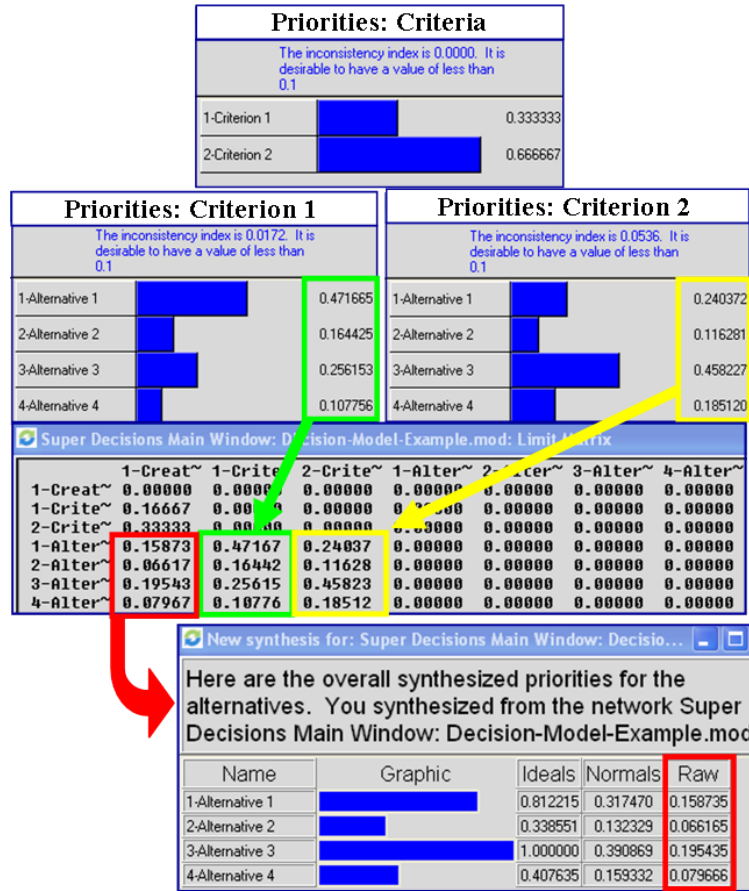 Priorities: Criteria
The inconsistency index is 0.0000. It is
desirable to have a value of less than
0.1
1-Criterion 1 0.333333
2-Criterion 2 0.666667
Priorities: Criterion 1
The inconsistency index is 0.0172. It is
desirable to have a value of less than
0.1
1-Alternative 1 0.471665
2-Alternative 2 0.164425
3-Alternative 3 0.256153
4-Alternative 4 0.107756
Priorities: Criterion 2
The inconsistency index is 0.0536. It is
desirable to have a value of less than
0.1
1-Alternative 1 0.240372
2-Alternative 2 0.116281
3-Alternative 3 0.458227
4-Alternative 4 0.185120
Super Decisions Main Window: Decision-Model-Example.mod: Limit Matrix
1-Creat~ 1-Crite~ 2-Crite~ 1-Alter~ 2-Alter~ 3-Alter~ 4-Alter~
1-Creat~ 0.00000 0.00000 0.00000 0.00000 0.00000 0.00000 0.00000
1-Crite~ 0.16667 0.00000 0.00000 0.00000 0.00000 0.00000 0.00000
2-Crite~ 0.33333 0.00000 0.00000 0.00000 0.00000 0.00000 0.00000
1-Alter~ 0.15873 0.47167 0.24037 0.00000 0.00000 0.00000 0.00000
2-Alter~ 0.06617 0.16442 0.11628 0.00000 0.00000 0.00000 0.00000
3-Alter~ 0.19543 0.25615 0.45823 0.00000 0.00000 0.00000 0.00000
4-Alter~ 0.07967 0.10776 0.18512 0.00000 0.00000 0.00000 0.00000
New synthesis for: Super Decisions Main Window: Decisio...
Here are the overall synthesized priorities for the
alternatives. You synthesized from the network Super
Decisions Main Window: Decision-Model-Example.mod
Name Graphic Ideals Normals Raw
1-Alternative 1 0.812215 0.317470 0.158735
2-Alternative 2 0.338551 0.132329 0.066165
3-Alternative 3 1.000000 0.390869 0.195435
4-Alternative 4 0.407635 0.159332 0.079666